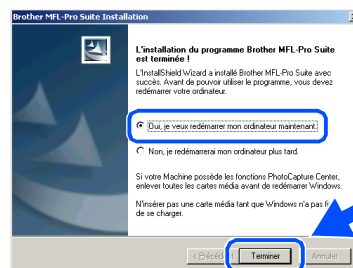 Brother MFL-Pro Suite Installation
L'installation du programme Brother MFL-Pro Suite
est terminée !
L'InstallShield Wizard a installé Brother MFL-Pro Suite avec
succès. Avant de pouvoir utiliser le programme, vous devez
redémarrer votre ordinateur.
Oui, je veux redémarrer mon ordinateur maintenant.
Non, je redémarrerai mon ordinateur plus tard.
Si votre Machine possède les fonctions PhotoCapture Center,
enlever toutes les cartes média avant de redémarrer Windows.
N'insérer pas une carte média tant que Windows n'a pas
de se charger.
Terminer
Annuler